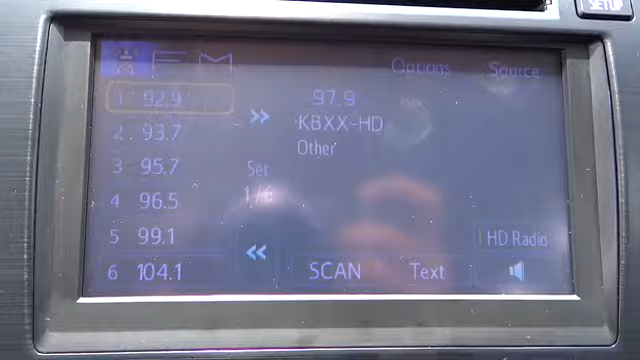 SETUP
FM
Options
Source
1 92.9
2 93.7
3 95.7
4 96.5
5 99.1
6 104.1
97.9
KBXX-HD
Other
Set
1/6
HD Radio
SCAN
Text